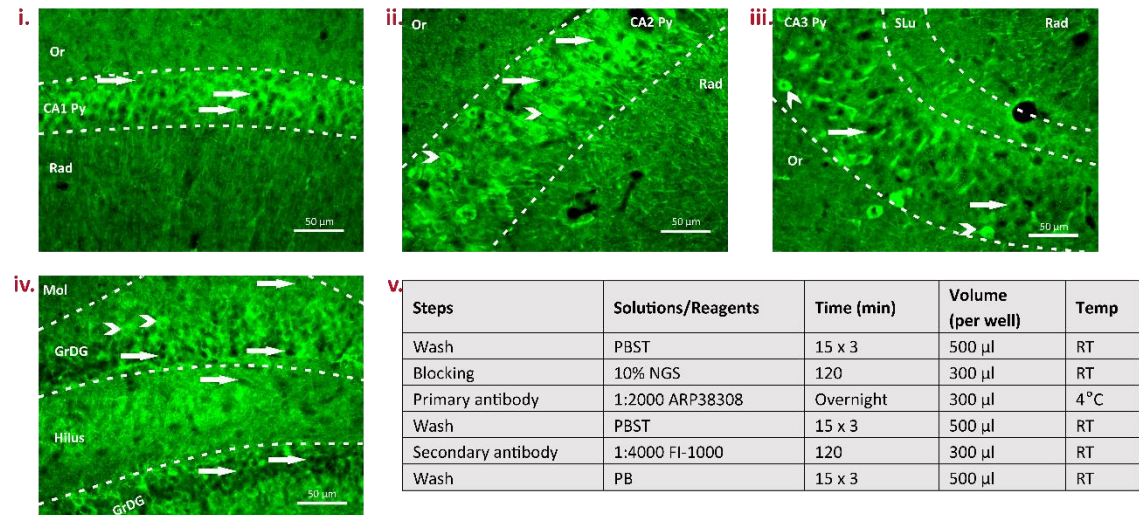 i.
Or
CA1 Py
Rad
50 µm
ii.
Or
CA2 Py
Rad
50 µm
iii.
CA3 Py
SLu
Rad
Or
50 µm
iv.
Mol
GrDG
Hilus
GrDG
50 µm
v.
Steps Solutions/Reagents Time (min) Volume (per well) Temp
Wash PBST 15 x 3 500 µl RT
Blocking 10% NGS 120 300 µl RT
Primary antibody 1:2000 ARP38308 Overnight 300 µl 4°C
Wash PBST 15 x 3 500 µl RT
Secondary antibody 1:4000 FI-1000 120 300 µl RT
Wash PB 15 x 3 500 µl RT